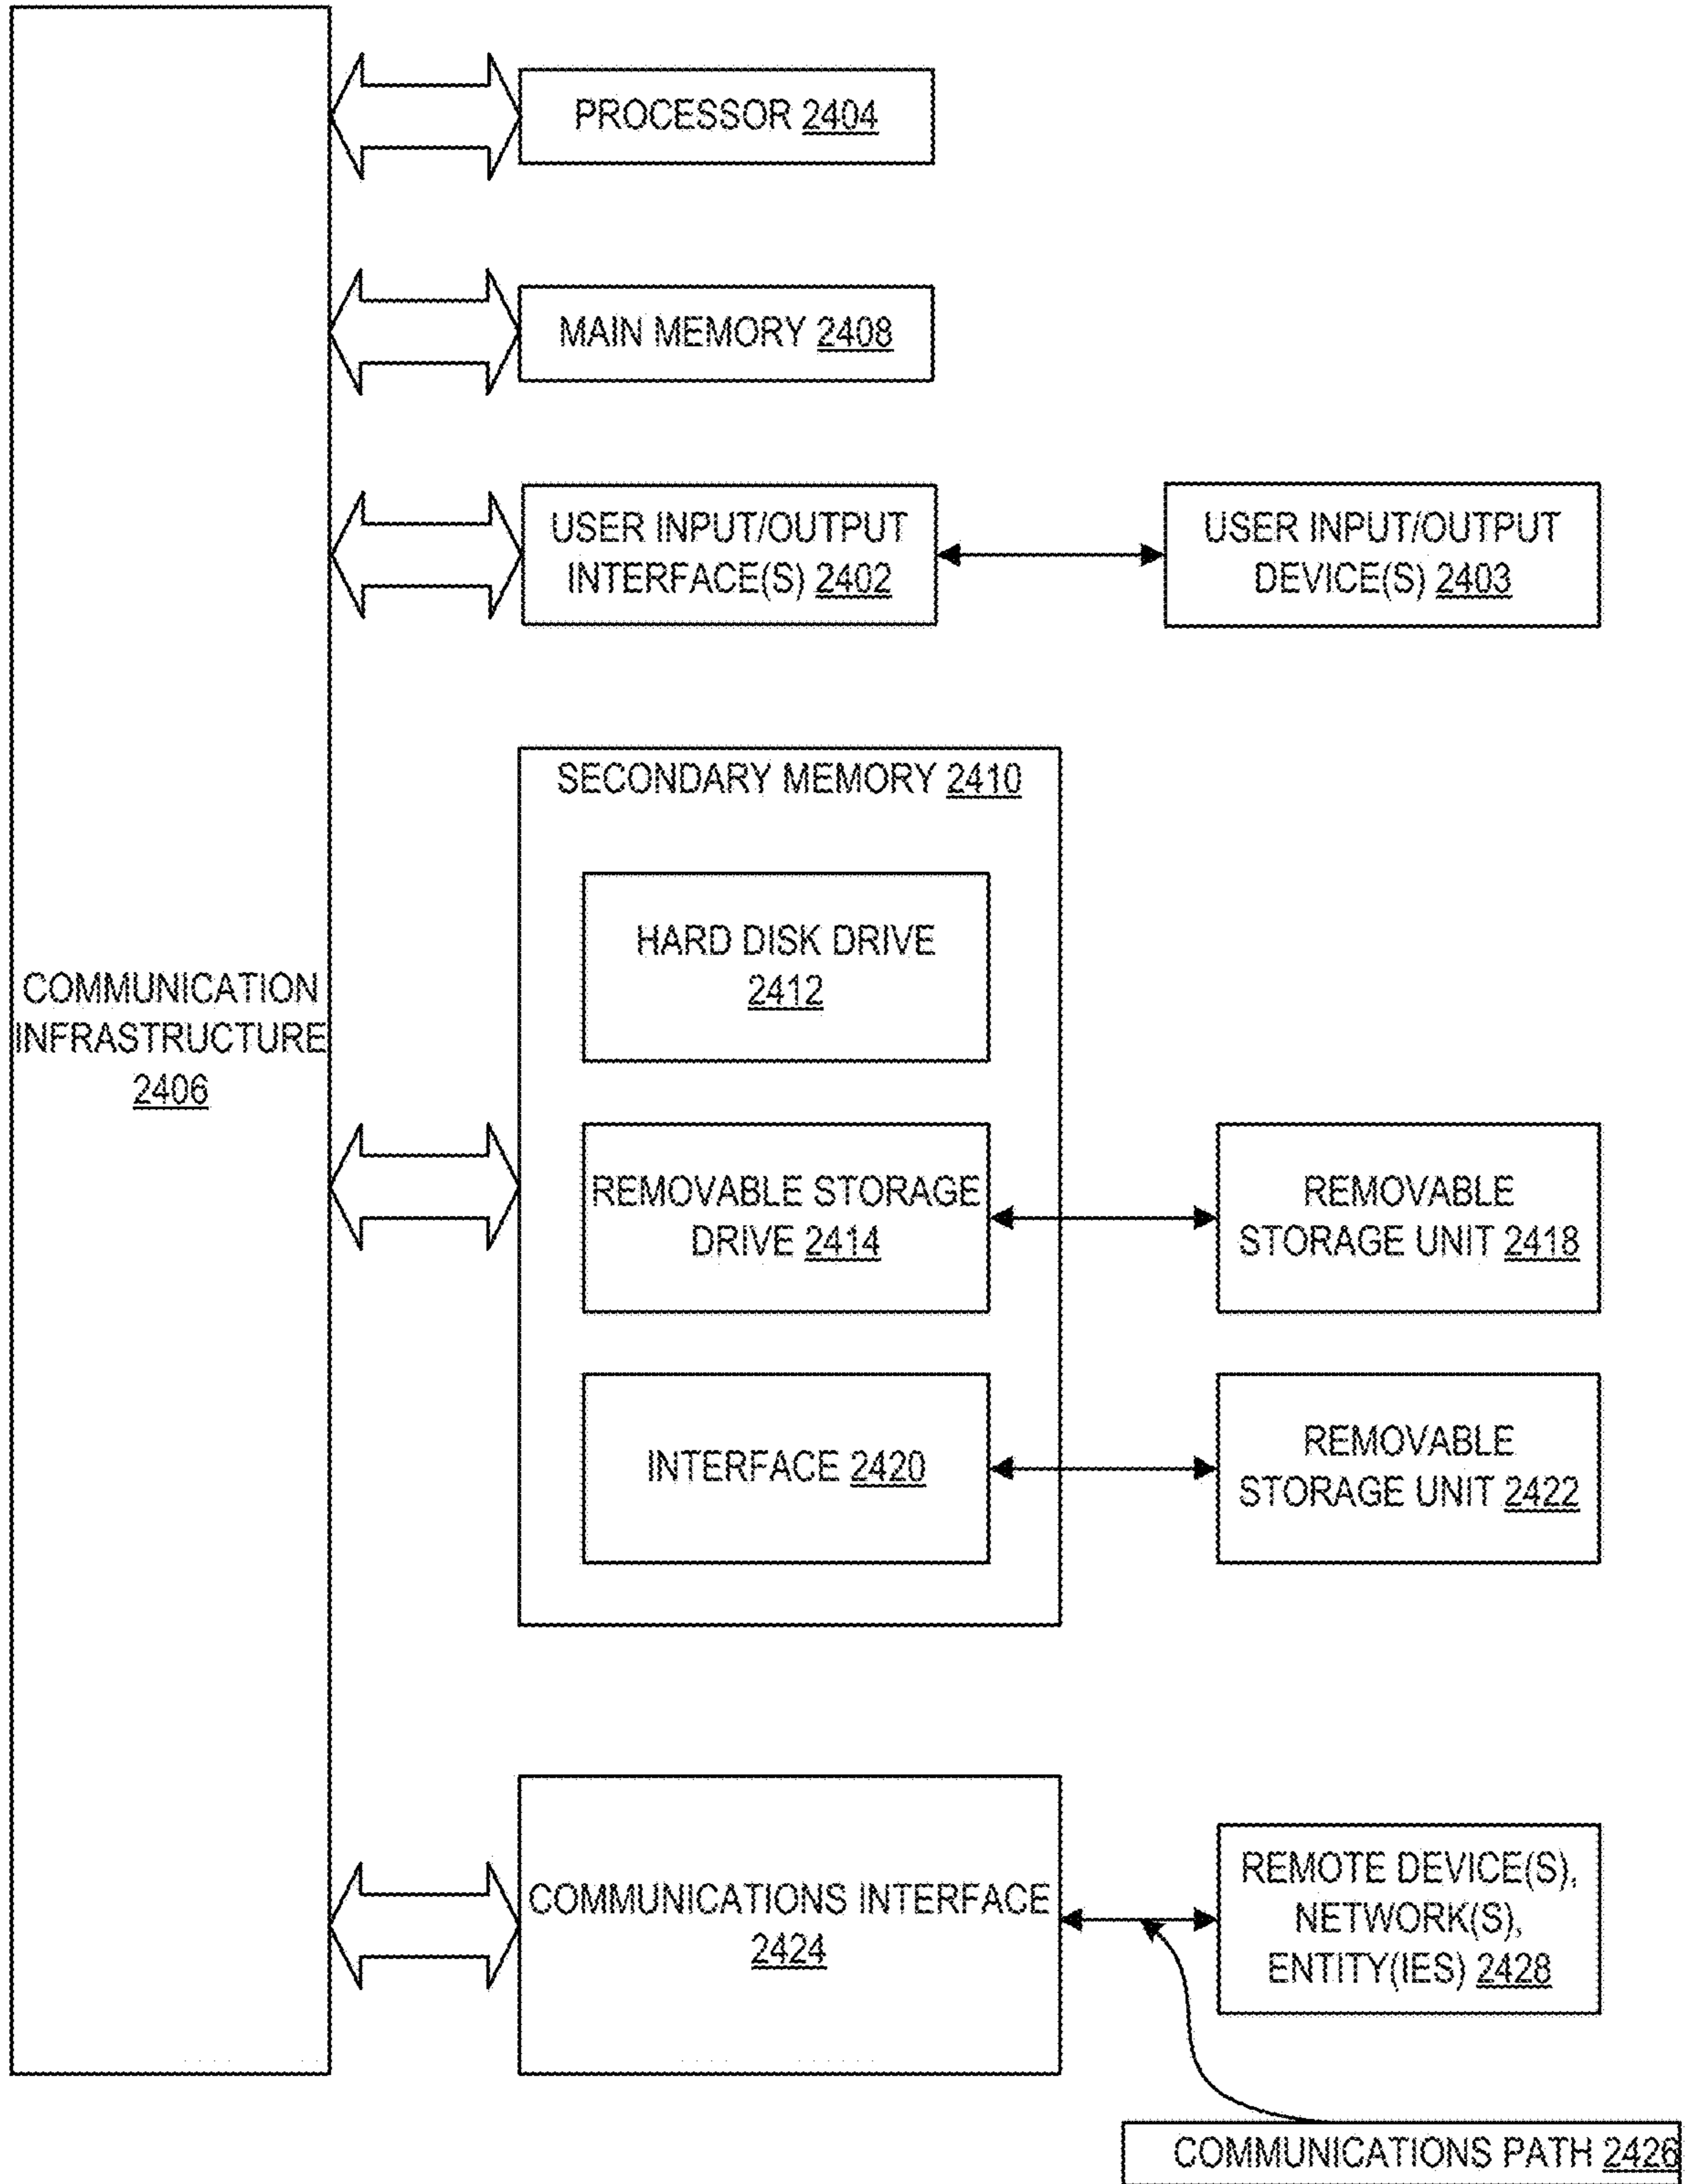 PROCESSOR 2404
MAIN MEMORY 2408
USER INPUT/OUTPUT
INTERFACE(S) 2402
USER INPUT/OUTPUT
DEVICE(S) 2403
SECONDARY MEMORY 2410
HARD DISK DRIVE
2412
COMMUNICATION
INFRASTRUCTURE
2406
REMOVABLE STORAGE
DRIVE 2414
REMOVABLE
STORAGE UNIT 2418
INTERFACE 2420
REMOVABLE
STORAGE UNIT 2422
COMMUNICATIONS INTERFACE
2424
REMOTE DEVICE(S),
NETWORK(S),
ENTITY(IES) 2428
COMMUNICATIONS PATH 2426